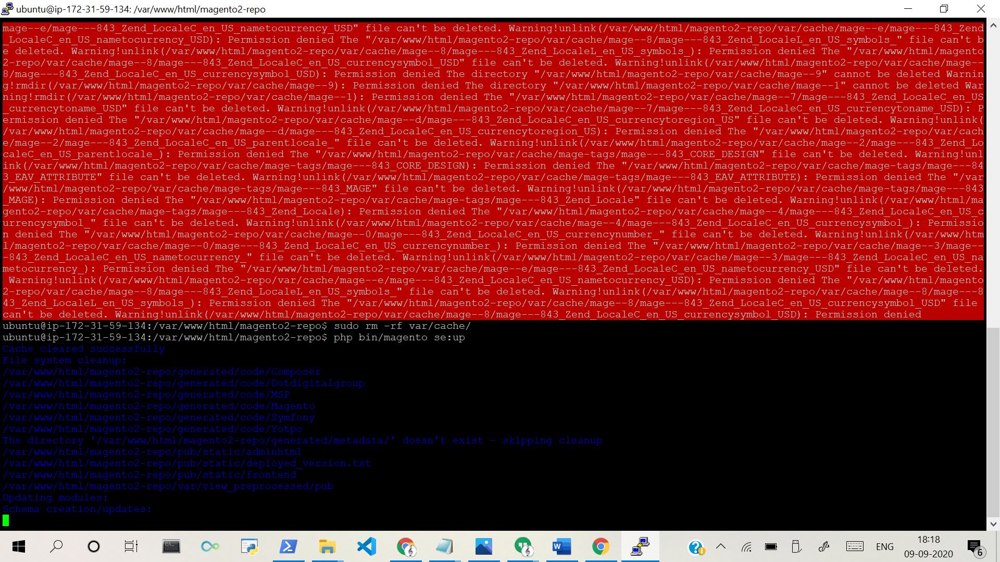 ubuntu@ip-172-31-59-134: /var/www/html/magento2-repo
mage--e/mage---843_Zend_LocaleC_en_US_nametocurrency_USD" file can't be deleted. Warning!unlink(/var/www/html/magento2-repo/var/cache/mage--e/mage---843_Zend
_LocaleC_en_US_nametocurrency_USD): Permission denied The "/var/www/html/magento2-repo/var/cache/mage--8/mage---843_Zend_LocaleL_en_US_symbols_" file can't b
e deleted. Warning!unlink(/var/www/html/magento2-repo/var/cache/mage--8/mage---843_Zend_LocaleL_en_US_symbols_): Permission denied The "/var/www/html/magento
2-repo/var/cache/mage--8/mage---843_Zend_LocaleC_en_US_currencysymbol_USD" file can't be deleted. Warning!unlink(/var/www/html/magento2-repo/var/cache/mage--
8/mage---843_Zend_LocaleC_en_US_currencysymbol_USD): Permission denied The directory "/var/www/html/magento2-repo/var/cache/mage--9" cannot be deleted Warnin
g!rmdir(/var/www/html/magento2-repo/var/cache/mage--9): Permission denied The directory "/var/www/html/magento2-repo/var/cache/mage--1" cannot be deleted War
ning!rmdir(/var/www/html/magento2-repo/var/cache/mage--1): Permission denied The "/var/www/html/magento2-repo/var/cache/mage--7/mage---843_Zend_LocaleC_en_US
_currencytoname_USD" file can't be deleted. Warning!unlink(/var/www/html/magento2-repo/var/cache/mage--7/mage---843_Zend_LocaleC_en_US_currencytoname_USD): P
ermission denied The "/var/www/html/magento2-repo/var/cache/mage--d/mage---843_Zend_LocaleC_en_US_currencytoregion_US" file can't be deleted. Warning!unlink(
/var/www/html/magento2-repo/var/cache/mage--d/mage---843_Zend_LocaleC_en_US_currencytoregion_US): Permission denied The "/var/www/html/magento2-repo/var/cach
e/mage--2/mage---843_Zend_LocaleC_en_US_parentlocale_" file can't be deleted. Warning!unlink(/var/www/html/magento2-repo/var/cache/mage--2/mage---843_Zend_Lo
caleC_en_US_parentlocale_): Permission denied The "/var/www/html/magento2-repo/var/cache/mage-tags/mage---843_CORE_DESIGN" file can't be deleted. Warning!unl
ink(/var/www/html/magento2-repo/var/cache/mage-tags/mage---843_CORE_DESIGN): Permission denied The "/var/www/html/magento2-repo/var/cache/mage-tags/mage---84
3_EAV_ATTRIBUTE" file can't be deleted. Warning!unlink(/var/www/html/magento2-repo/var/cache/mage-tags/mage---843_EAV_ATTRIBUTE): Permission denied The "/var
/www/html/magento2-repo/var/cache/mage-tags/mage---843_MAGE" file can't be deleted. Warning!unlink(/var/www/html/magento2-repo/var/cache/mage-tags/mage---843
_MAGE): Permission denied The "/var/www/html/magento2-repo/var/cache/mage-tags/mage---843_Zend_Locale" file can't be deleted. Warning!unlink(/var/www/html/ma
gento2-repo/var/cache/mage-tags/mage---843_Zend_Locale): Permission denied The "/var/www/html/magento2-repo/var/cache/mage--4/mage---843_Zend_LocaleC_en_US_c
urrencysymbol_" file can't be deleted. Warning!unlink(/var/www/html/magento2-repo/var/cache/mage--4/mage---843_Zend_LocaleC_en_US_currencysymbol_): Permissio
n denied The "/var/www/html/magento2-repo/var/cache/mage--0/mage---843_Zend_LocaleC_en_US_currencynumber_" file can't be deleted. Warning!unlink(/var/www/htm
l/magento2-repo/var/cache/mage--0/mage---843_Zend_LocaleC_en_US_currencynumber_): Permission denied The "/var/www/html/magento2-repo/var/cache/mage--3/mage--
-843_Zend_LocaleC_en_US_nametocurrency_" file can't be deleted. Warning!unlink(/var/www/html/magento2-repo/var/cache/mage--3/mage---843_Zend_LocaleC_en_US_na
metocurrency_): Permission denied The "/var/www/html/magento2-repo/var/cache/mage--e/mage---843_Zend_LocaleC_en_US_nametocurrency_USD" file can't be deleted.
 Warning!unlink(/var/www/html/magento2-repo/var/cache/mage--e/mage---843_Zend_LocaleC_en_US_nametocurrency_USD): Permission denied The "/var/www/html/magento
2-repo/var/cache/mage--8/mage---843_Zend_LocaleL_en_US_symbols_" file can't be deleted. Warning!unlink(/var/www/html/magento2-repo/var/cache/mage--8/mage---8
43_Zend_LocaleL_en_US_symbols_): Permission denied The "/var/www/html/magento2-repo/var/cache/mage--8/mage---843_Zend_LocaleC_en_US_currencysymbol_USD" file
can't be deleted. Warning!unlink(/var/www/html/magento2-repo/var/cache/mage--8/mage---843_Zend_LocaleC_en_US_currencysymbol_USD): Permission denied
ubuntu@ip-172-31-59-134:/var/www/html/magento2-repo$ sudo rm -rf var/cache/
ubuntu@ip-172-31-59-134:/var/www/html/magento2-repo$ php bin/magento se:up
Cache cleared successfully
File system cleanup:
/var/www/html/magento2-repo/generated/code/Composer
/var/www/html/magento2-repo/generated/code/Dotdigitalgroup
/var/www/html/magento2-repo/generated/code/MSP
/var/www/html/magento2-repo/generated/code/Magento
/var/www/html/magento2-repo/generated/code/Symfony
/var/www/html/magento2-repo/generated/code/Yotpo
The directory '/var/www/html/magento2-repo/generated/metadata/' doesn't exist - skipping cleanup
/var/www/html/magento2-repo/pub/static/adminhtml
/var/www/html/magento2-repo/pub/static/deployed_version.txt
/var/www/html/magento2-repo/pub/static/frontend
/var/www/html/magento2-repo/var/view_preprocessed/pub
Updating modules:
Schema creation/updates:
ENG
18:18
09-09-2020
6